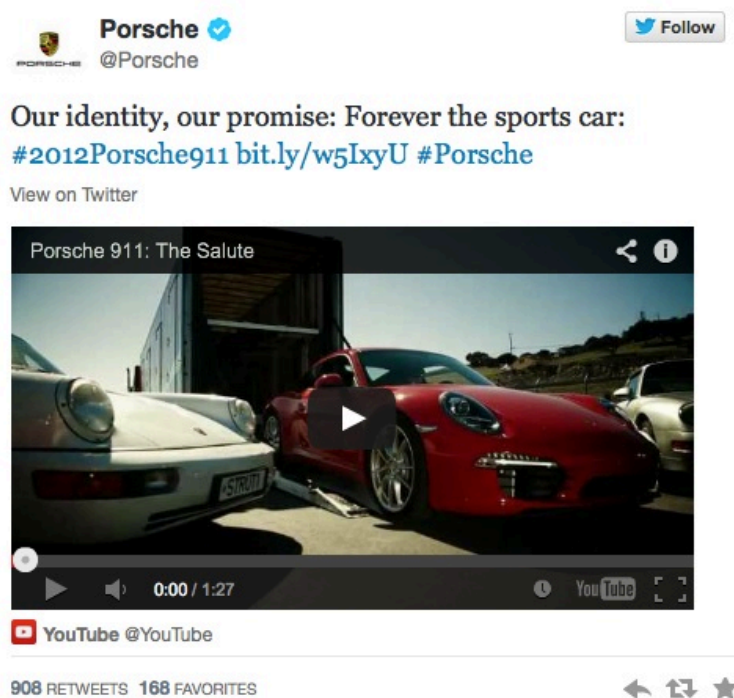 Porsche
@Porsche
PORSCHE
Follow
Our identity, our promise: Forever the sports car:
#2012Porsche911 bit.ly/w5IxyU #Porsche
View on Twitter
Porsche 911: The Salute
0:00 / 1:27
YouTube
YouTube @YouTube
908 RETWEETS 168 FAVORITES